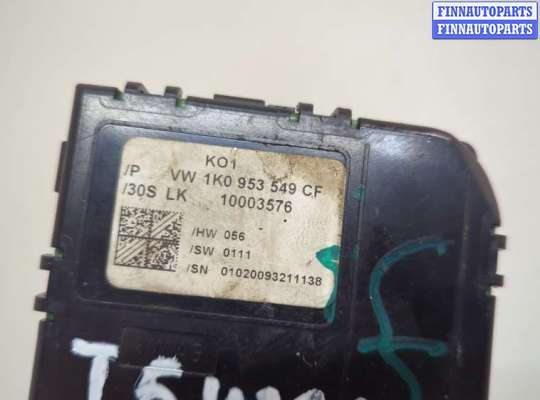 FINNAUTOPARTS
FINNAUTOPARTS
KO1
/P VW 1K0 953 549 CF
/30S LK 10003576
/HW 056
/SW 0111
/SN 01020093211138